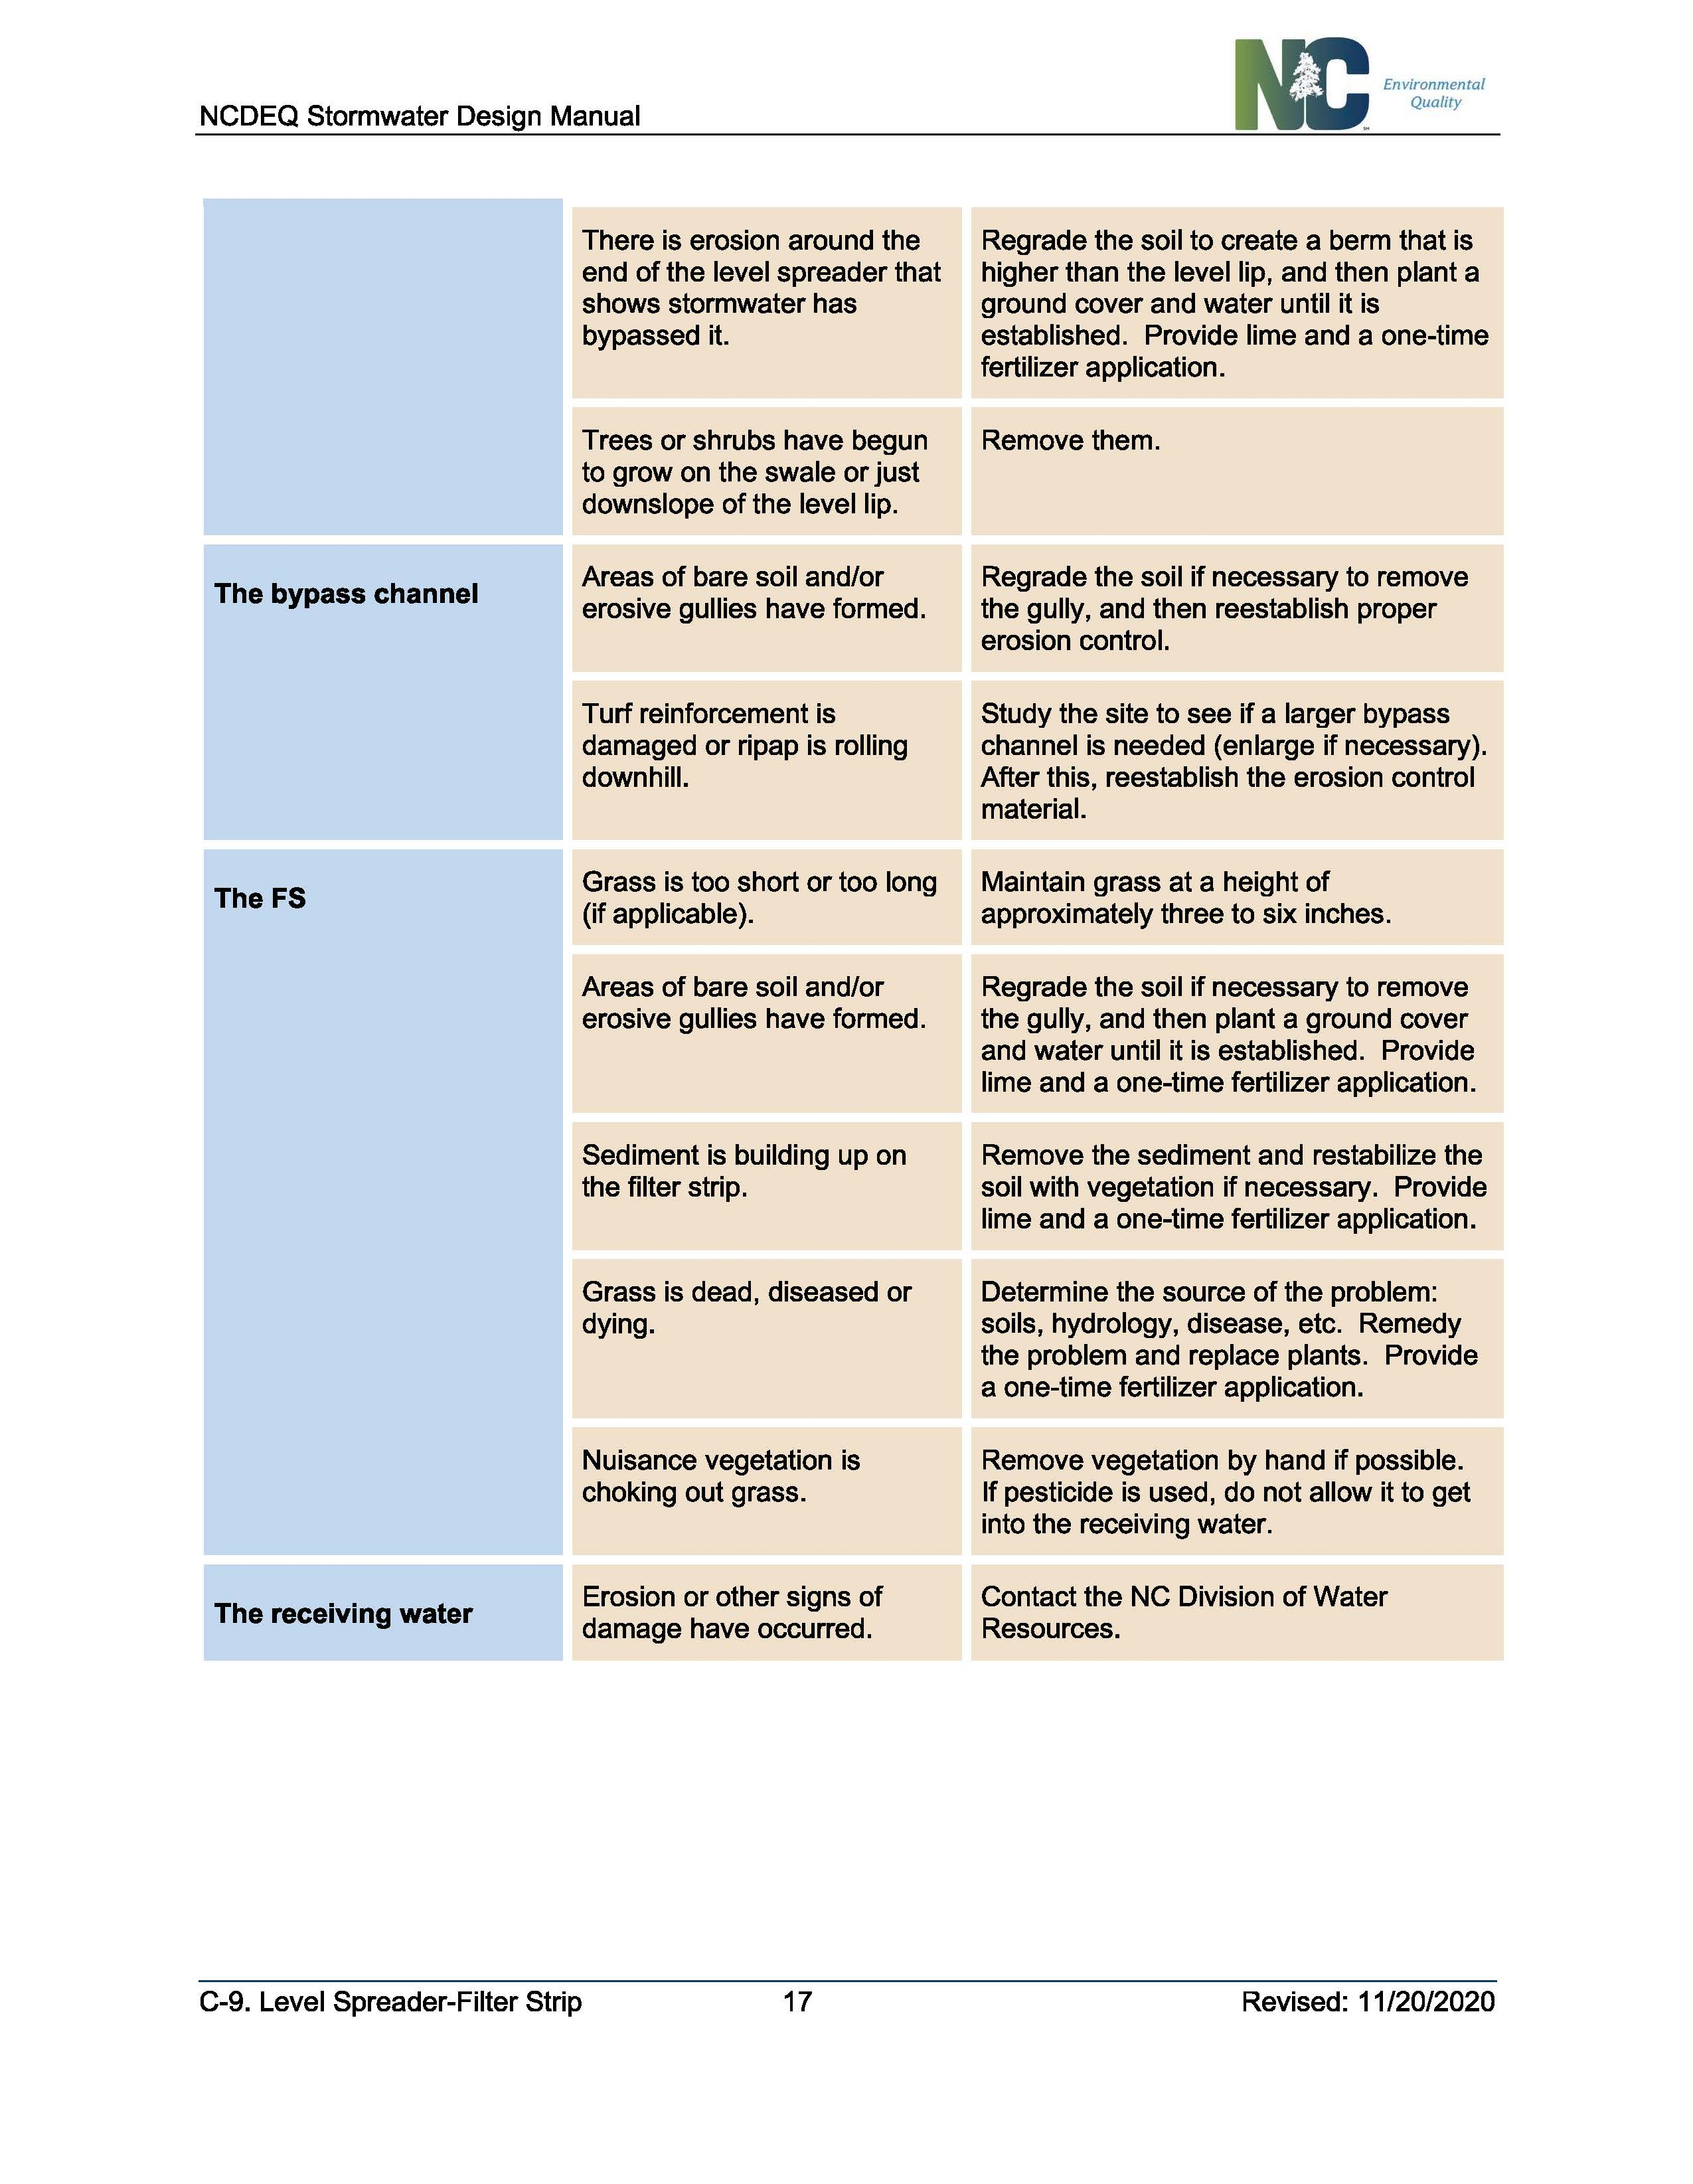 NCDEQ Stormwater Design Manual
NC
Environmental
Quality
SM
There is erosion around the
end of the level spreader that
shows stormwater has
bypassed it.
Regrade the soil to create a berm that is
higher than the level lip, and then plant a
ground cover and water until it is
established.  Provide lime and a one-time
fertilizer application.
Trees or shrubs have begun
to grow on the swale or just
downslope of the level lip.
Remove them.
The bypass channel
Areas of bare soil and/or
erosive gullies have formed.
Regrade the soil if necessary to remove
the gully, and then reestablish proper
erosion control.
Turf reinforcement is
damaged or ripap is rolling
downhill.
Study the site to see if a larger bypass
channel is needed (enlarge if necessary).
After this, reestablish the erosion control
material.
The FS
Grass is too short or too long
(if applicable).
Maintain grass at a height of
approximately three to six inches.
Areas of bare soil and/or
erosive gullies have formed.
Regrade the soil if necessary to remove
the gully, and then plant a ground cover
and water until it is established.  Provide
lime and a one-time fertilizer application.
Sediment is building up on
the filter strip.
Remove the sediment and restabilize the
soil with vegetation if necessary.  Provide
lime and a one-time fertilizer application.
Grass is dead, diseased or
dying.
Determine the source of the problem:
soils, hydrology, disease, etc.  Remedy
the problem and replace plants.  Provide
a one-time fertilizer application.
Nuisance vegetation is
choking out grass.
Remove vegetation by hand if possible.
If pesticide is used, do not allow it to get
into the receiving water.
The receiving water
Erosion or other signs of
damage have occurred.
Contact the NC Division of Water
Resources.
C-9. Level Spreader-Filter Strip
17
Revised: 11/20/2020